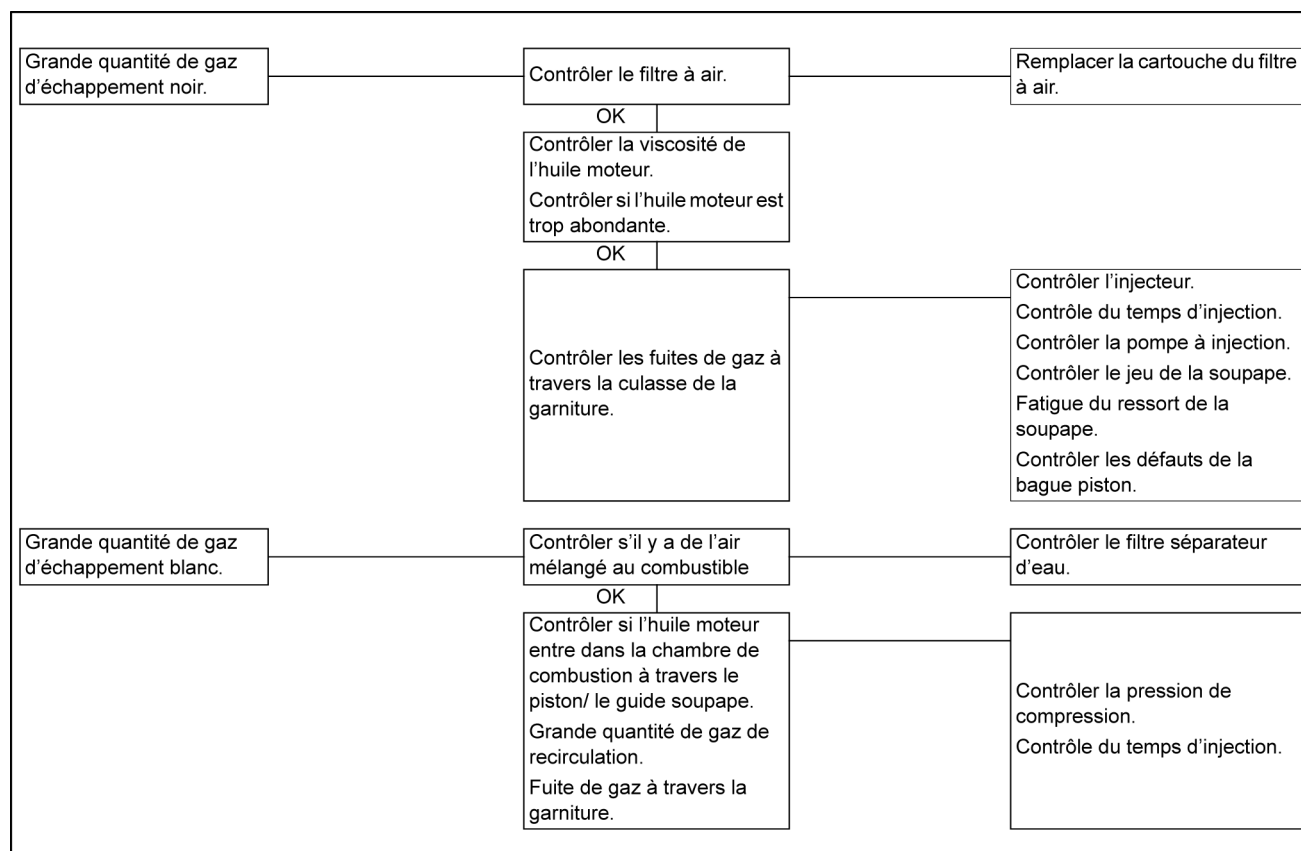 Grande quantité de gaz
d’échappement noir.
Contrôler le filtre à air.
Remplacer la cartouche du filtre
à air.
OK
Contrôler la viscosité de
l’huile moteur.
Contrôler si l’huile moteur est
trop abondante.
OK
Contrôler les fuites de gaz à
travers la culasse de la
garniture.
Contrôler l’injecteur.
Contrôle du temps d’injection.
Contrôler la pompe à injection.
Contrôler le jeu de la soupape.
Fatigue du ressort de la
soupape.
Contrôler les défauts de la
bague piston.
Grande quantité de gaz
d’échappement blanc.
Contrôler s’il y a de l’air
mélangé au combustible
Contrôler le filtre séparateur
d’eau.
OK
Contrôler si l’huile moteur
entre dans la chambre de
combustion à travers le
piston/ le guide soupape.
Grande quantité de gaz de
recirculation.
Fuite de gaz à travers la
garniture.
Contrôler la pression de
compression.
Contrôle du temps d’injection.